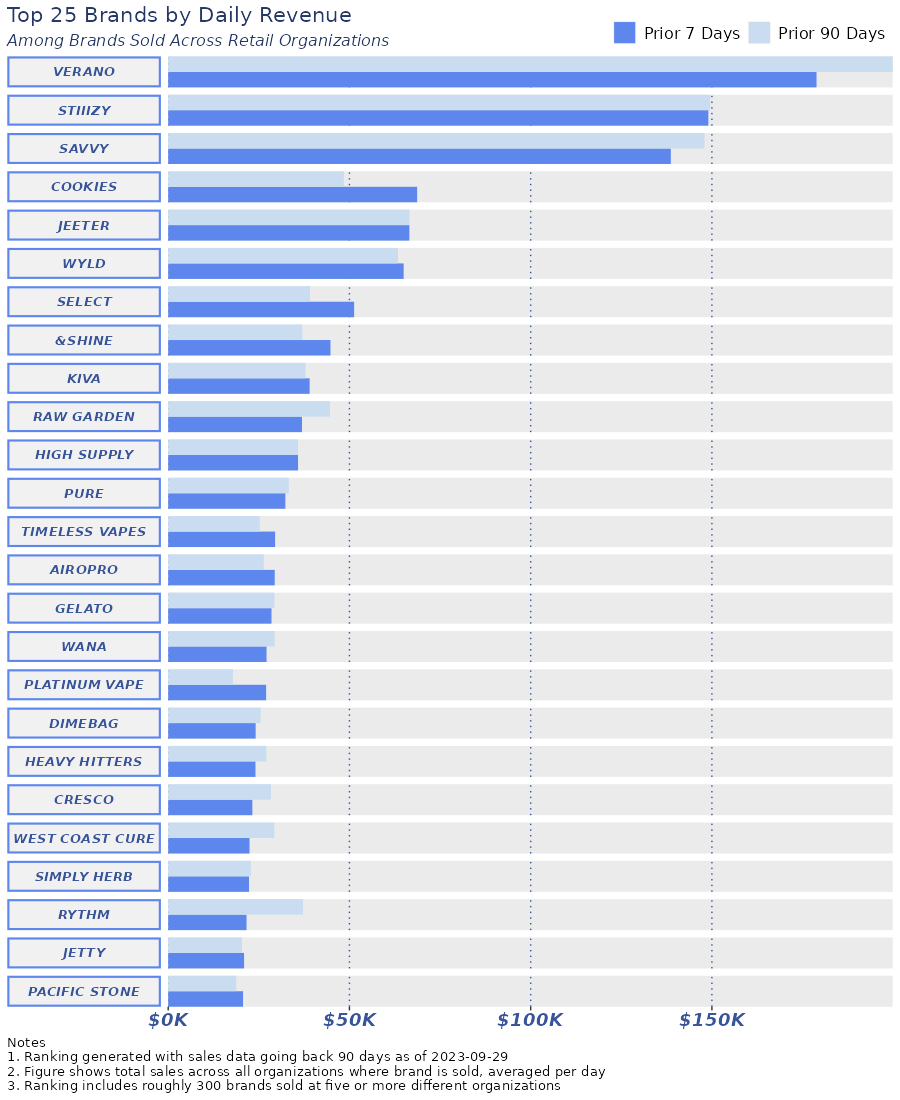 Top 25 Brands by Daily Revenue
Among Brands Sold Across Retail Organizations
Prior 7 Days
Prior 90 Days
VERANO
STIIIZY
SAVVY
COOKIES
JEETER
WYLD
SELECT
&SHINE
KIVA
RAW GARDEN
HIGH SUPPLY
PURE
TIMELESS VAPES
AIROPRO
GELATO
WANA
PLATINUM VAPE
DIMEBAG
HEAVY HITTERS
CRESCO
WEST COAST CURE
SIMPLY HERB
RYTHM
JETTY
PACIFIC STONE
$0K $50K $100K $150K
Notes
1. Ranking generated with sales data going back 90 days as of 2023-09-29
2. Figure shows total sales across all organizations where brand is sold, averaged per day
3. Ranking includes roughly 300 brands sold at five or more different organizations